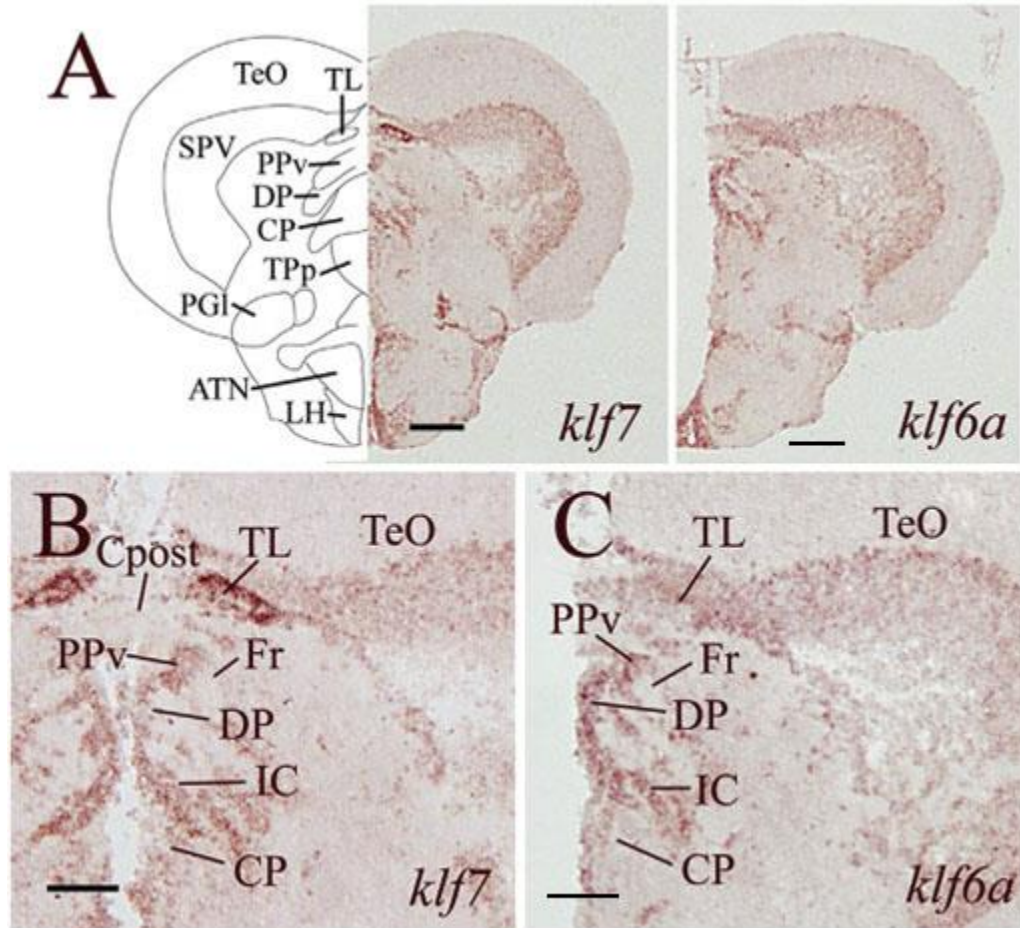 A
TeO
TL
SPV
PPv
DP
CP
TPp
PGl
ATN
LH
klf7
klf6a
B
Cpost
TL
TeO
PPv
Fr
DP
IC
CP
klf7
C
TL
TeO
PPv
Fr
DP
IC
CP
klf6a